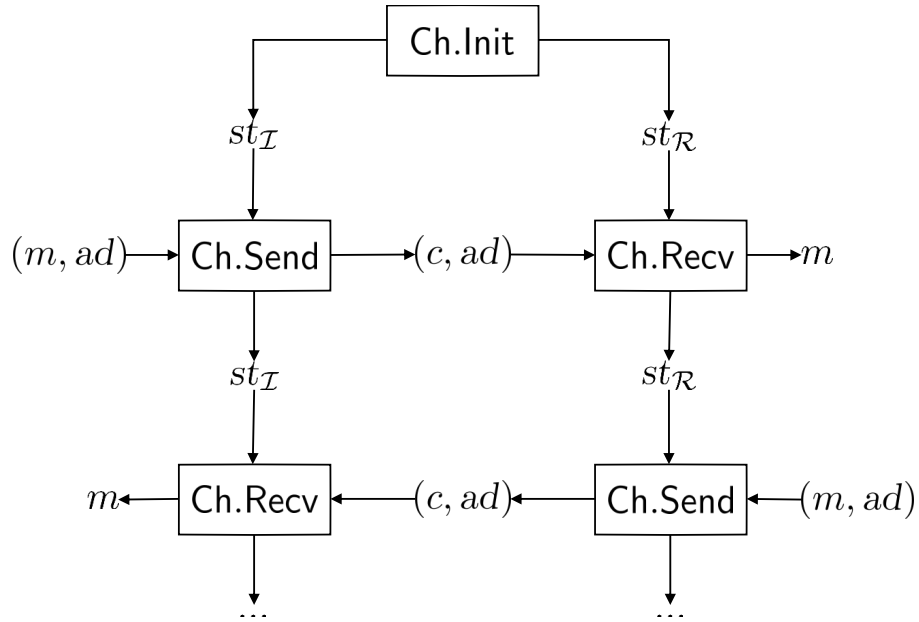 Ch.Init
st_ℐ st_ℛ
(m, ad) Ch.Send (c, ad) Ch.Recv m
st_ℐ st_ℛ
m Ch.Recv (c, ad) Ch.Send (m, ad)
... ...